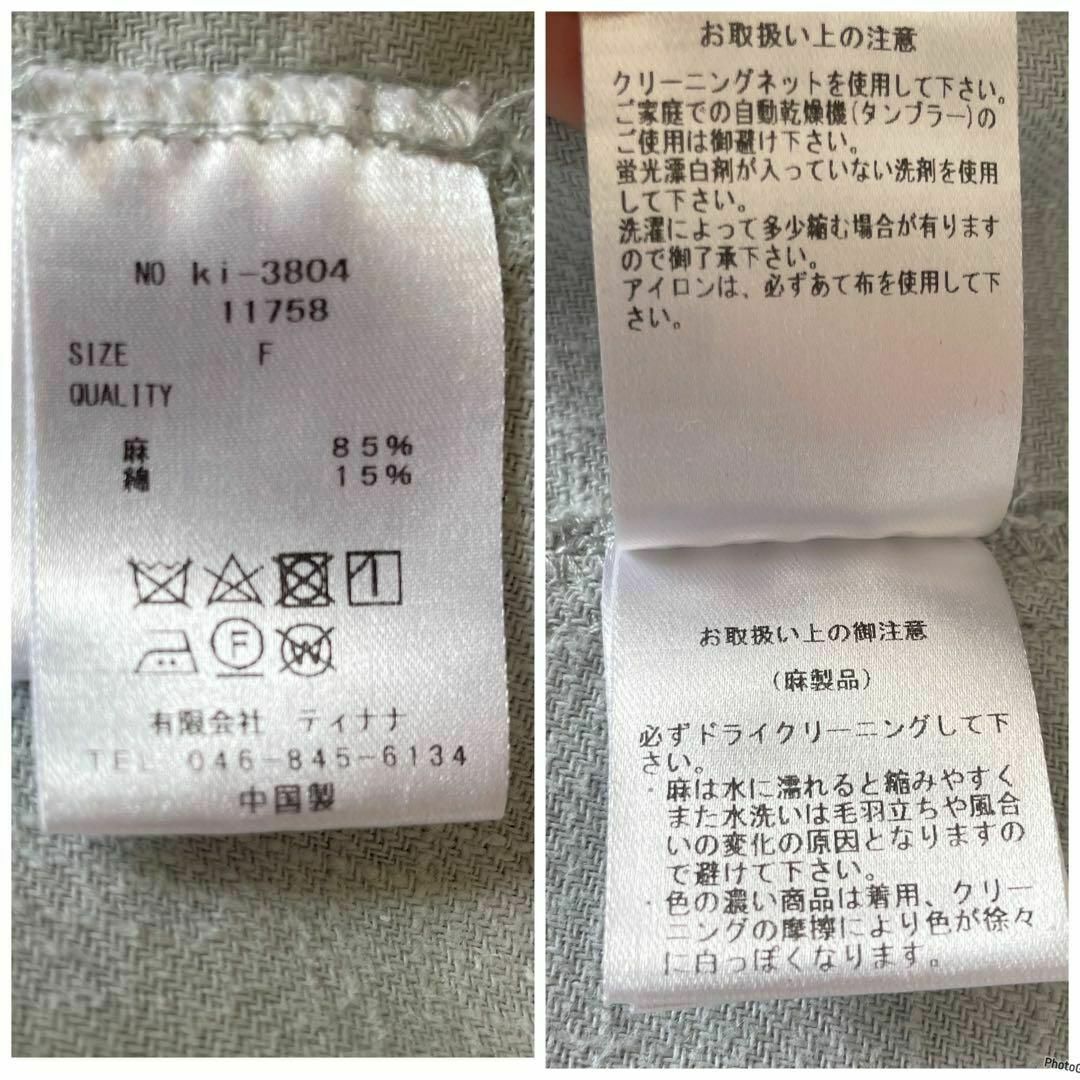 NO ki-3804
11758
SIZE F
QUALITY
麻 85%
綿 15%
F
W
有限会社 ティナナ
TEL 046-845-6134
中国製
お取扱い上の注意
クリーニングネットを使用して下さい。
ご家庭での自動乾燥機(タンブラー)の
ご使用は御避け下さい。
蛍光漂白剤が入っていない洗剤を使用
して下さい。
洗濯によって多少縮む場合が有ります
ので御了承下さい。
アイロンは、必ずあて布を使用して下
さい。
お取扱い上の御注意
(麻製品)
必ずドライクリーニングして下
さい。
・麻は水に濡れると縮みやすく
また水洗いは毛羽立ちや風合
いの変化の原因となりますの
で避けて下さい。
・色の濃い商品は着用、クリー
ニングの摩擦により色が徐々
に白っぽくなります。
PhotoG